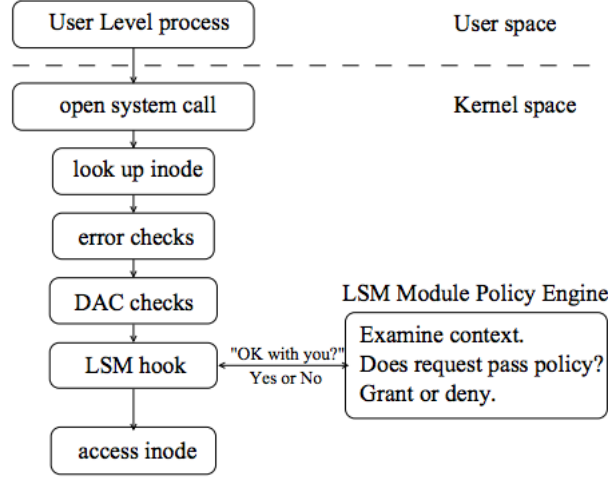 User Level process
User space
open system call
Kernel space
look up inode
error checks
DAC checks
LSM Module Policy Engine
LSM hook
"OK with you?"
Yes or No
Examine context.
Does request pass policy?
Grant or deny.
access inode